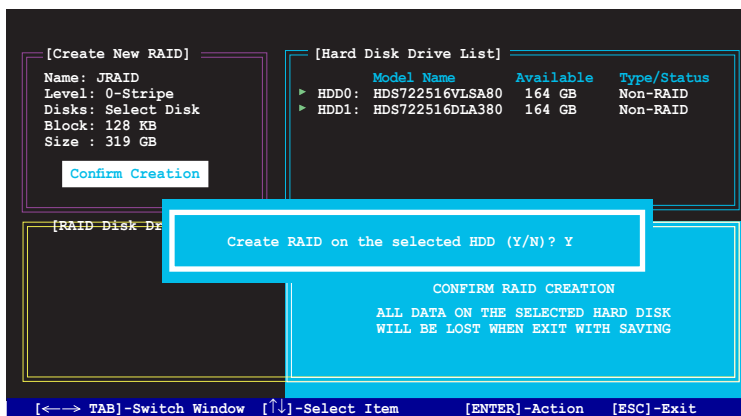 [Create New RAID]
Name: JRAID
Level: 0-Stripe
Disks: Select Disk
Block: 128 KB
Size : 319 GB
Confirm Creation
[Hard Disk Drive List]
Model Name Available Type/Status
HDD0: HDS722516VLSA80 164 GB Non-RAID
HDD1: HDS722516DLA380 164 GB Non-RAID
[RAID Disk Dr
Create RAID on the selected HDD (Y/N)? Y
CONFIRM RAID CREATION
ALL DATA ON THE SELECTED HARD DISK
WILL BE LOST WHEN EXIT WITH SAVING
[←→ TAB]-Switch Window [↑↓]-Select Item [ENTER]-Action [ESC]-Exit